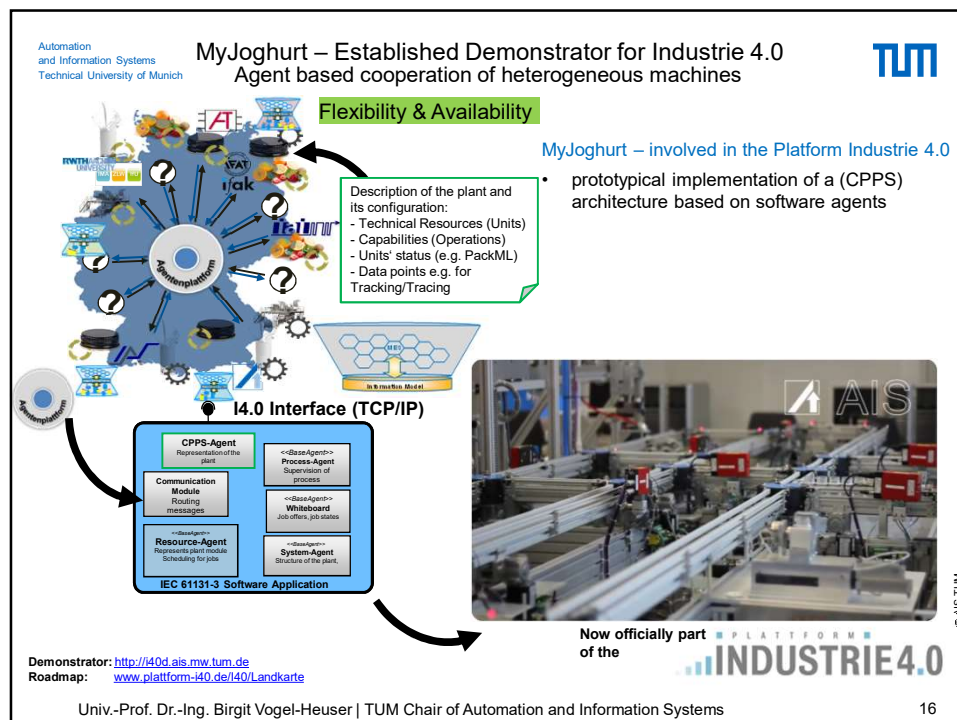 Automation
and Information Systems
Technical University of Munich
MyJoghurt – Established Demonstrator for Industrie 4.0
Agent based cooperation of heterogeneous machines
TUM
Flexibility & Availability
MyJoghurt – involved in the Platform Industrie 4.0
• prototypical implementation of a (CPPS)
architecture based on software agents
AT
RWTH
UNIVERSITY
IFAT
ifak
?
?
?
?
?
?
?
Agentenplattform
Description of the plant and
its configuration:
- Technical Resources (Units)
- Capabilities (Operations)
- Units‘ status (e.g. PackML)
- Data points e.g. for
Tracking/Tracing
MES
Information Model
Agentenplattform
I4.0 Interface (TCP/IP)
CPPS-Agent
Representation of the
plant
<<BaseAgent>>
Process-Agent
Supervision of
process
Communication
Module
Routing
messages
<<BaseAgent>>
Whiteboard
Job offers, job states
<<BaseAgent>>
Resource-Agent
Represents plant module
Scheduling for jobs
<<BaseAgent>>
System-Agent
Structure of the plant,
IEC 61131-3 Software Application
AIS
Now officially part
of the
PLATTFORM
INDUSTRIE4.0
Demonstrator: http://i40d.ais.mw.tum.de
Roadmap: www.plattform-i40.de/I40/Landkarte
Univ.-Prof. Dr.-Ing. Birgit Vogel-Heuser | TUM Chair of Automation and Information Systems
16